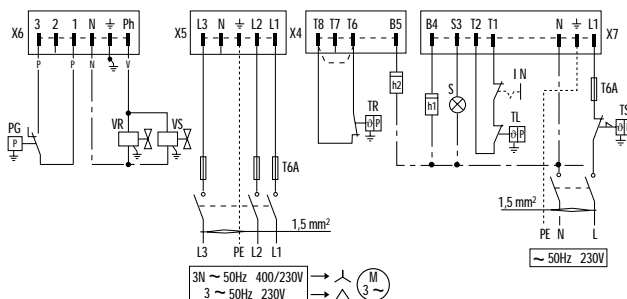 X6
3 2 1 N Ph
P P N V
PG
P
VR
VS
X5
L3 N L2 L1
X4
T8 T7 T6 B5
h2
TR
ϑ P
T6A
1,5 mm²
L3 PE L2 L1
3N ~ 50Hz 400/230V
3 ~ 50Hz 230V
M
3 ~
B4 S3 T2 T1 N L1
X7
h1
S
I N
TL
ϑ P
T6A
TS
ϑ P
1,5 mm²
PE N L
~ 50Hz 230V